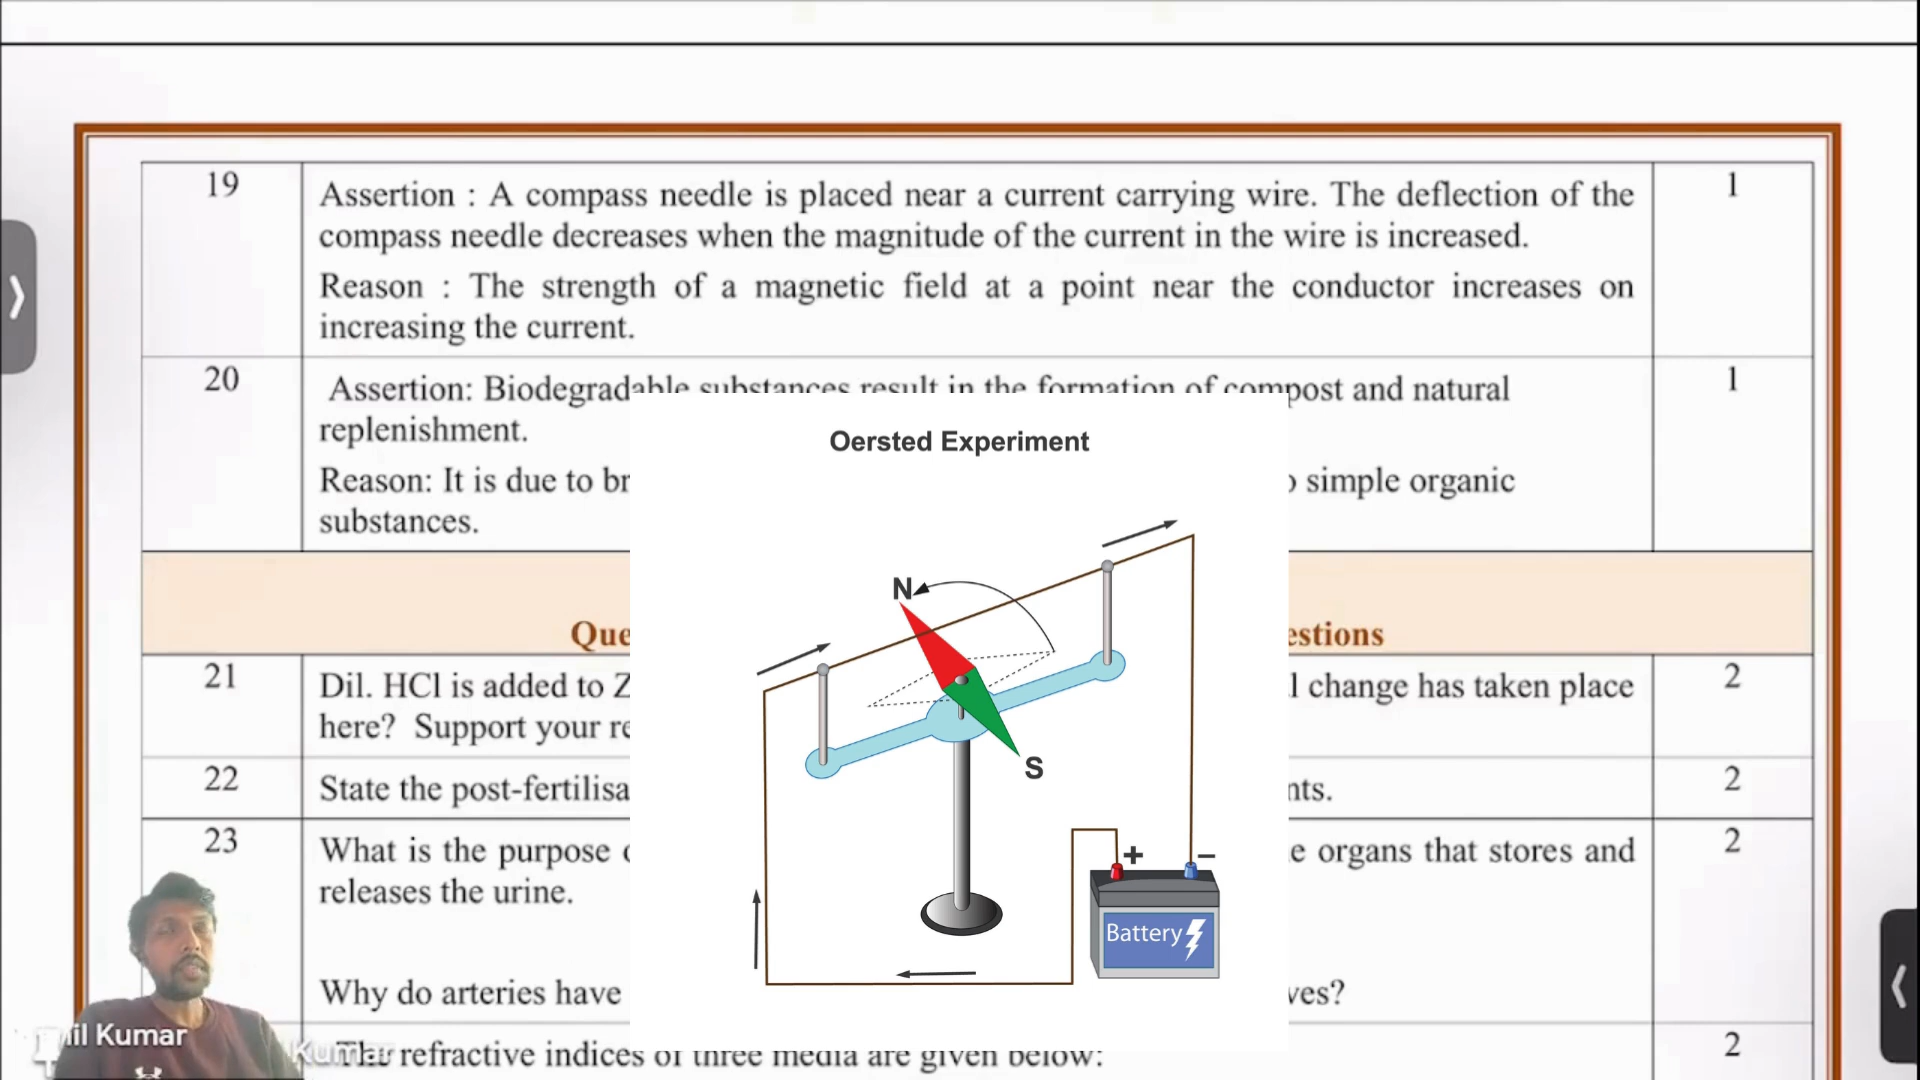 19
Assertion : A compass needle is placed near a current carrying wire. The deflection of the
compass needle decreases when the magnitude of the current in the wire is increased.
Reason : The strength of a magnetic field at a point near the conductor increases on
increasing the current.
1
20
Assertion: Biodegradable substances result in the formation of compost and natural
replenishment.
Reason: It is due to br
simple organic
substances.
1
Oersted Experiment
N
S
+
–
Battery
Que
estions
21
Dil. HCl is added to Z
l change has taken place
here? Support your re
2
22
State the post-fertilisa
nts.
2
23
What is the purpose
e organs that stores and
releases the urine.
2
Why do arteries have
ves?
The refractive indices of three media are given below:
2
il Kumar
Kumar